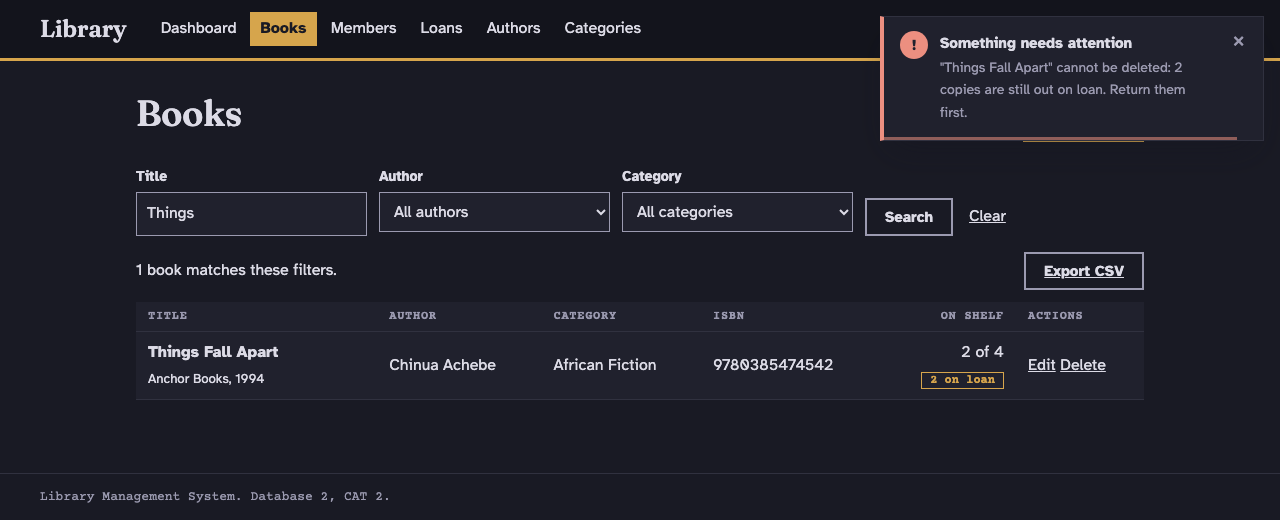 Library
Dashboard Books Members Loans Authors Categories
!
Something needs attention
×
"Things Fall Apart" cannot be deleted: 2
copies are still out on loan. Return them
first.
Books
Title Author Category
Things All authors All categories Search Clear
1 book matches these filters. Export CSV
TITLE AUTHOR CATEGORY ISBN ON SHELF ACTIONS
Things Fall Apart Chinua Achebe African Fiction 9780385474542 2 of 4 Edit Delete
Anchor Books, 1994 2 on loan
Library Management System. Database 2, CAT 2.